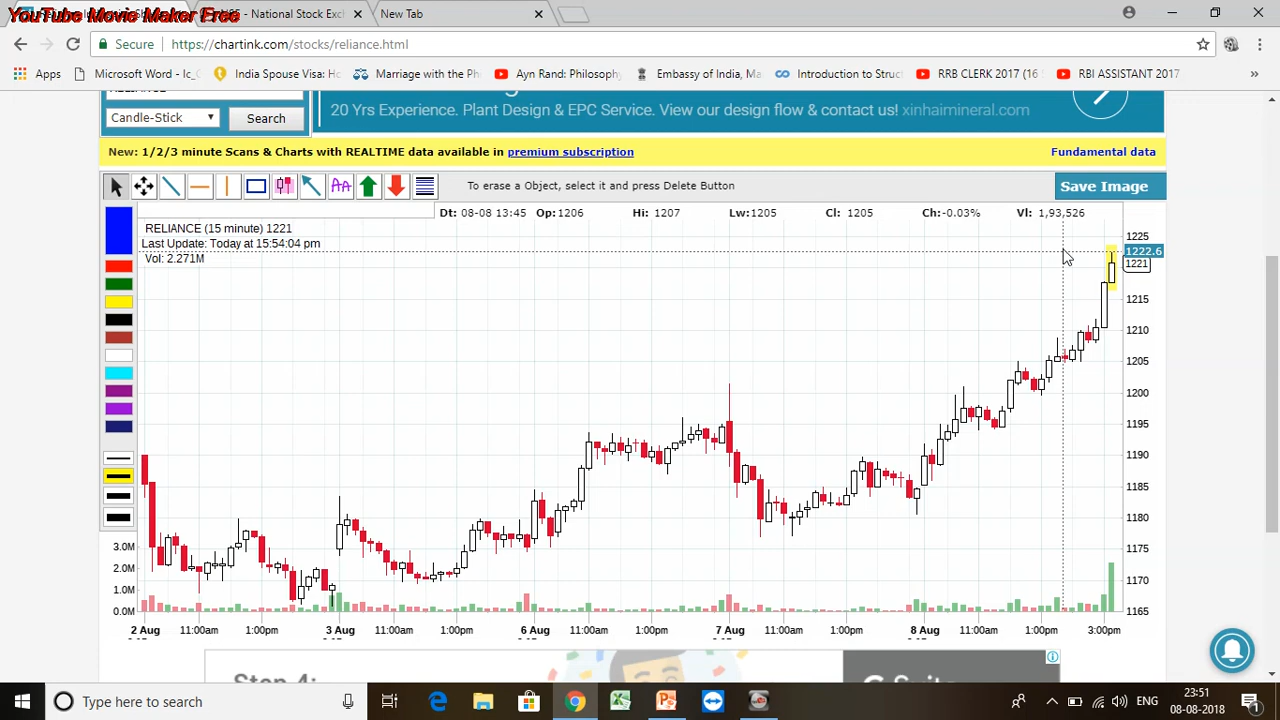 YouTube Movie Maker Free
- National Stock Exch
New Tab
Secure
https://chartink.com/stocks/reliance.html
Apps
Microsoft Word - Ic_C
India Spouse Visa: Ho
Marriage with the Ph
Ayn Rand: Philosophy
Embassy of India, Ma
Introduction to Struc
RRB CLERK 2017 (16 S
RBI ASSISTANT 2017
»
Candle-Stick
Search
20 Yrs Experience. Plant Design & EPC Service. View our design flow & contact us! xinhaimineral.com
New: 1/2/3 minute Scans & Charts with REALTIME data available in premium subscription
Fundamental data
To erase a Object, select it and press Delete Button
Save Image
Dt: 08-08 13:45 Op:1206 Hi: 1207 Lw:1205 Cl: 1205 Ch:-0.03% Vl: 1,93,526
RELIANCE (15 minute) 1221
Last Update: Today at 15:54:04 pm
Vol: 2.271M
1225
1222.6
1221
1215
1210
1205
1200
1195
1190
1185
1180
1175
1170
1165
3.0M
2.0M
1.0M
0.0M
2 Aug 11:00am 1:00pm 3 Aug 11:00am 1:00pm 6 Aug 11:00am 1:00pm 7 Aug 11:00am 1:00pm 8 Aug 11:00am 1:00pm 3:00pm
Step 4:
G Suite
Type here to search
ENG
23:51
08-08-2018
1